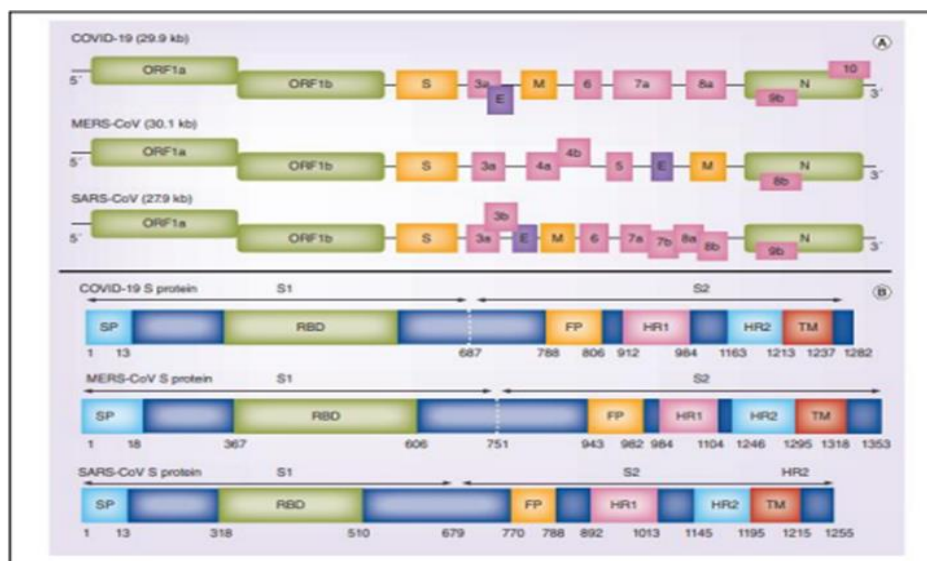 COVID-19 (29.9 kb) A
5´ ORF1a ORF1b S 3a E M 6 7a 8a 9b N 10 3´
MERS-CoV (30.1 kb)
5´ ORF1a ORF1b S 3a 4a 4b 5 E M 8b N 3´
SARS-CoV (27.9 kb)
5´ ORF1a ORF1b S 3a 3b E M 6 7a 7b 8a 8b 9b N 3´
COVID-19 S protein S1 S2 B
SP RBD FP HR1 HR2 TM
1 13 687 788 806 912 984 1163 1213 1237 1282
MERS-CoV S protein S1 S2
SP RBD FP HR1 HR2 TM
1 18 367 606 751 943 982 984 1104 1246 1295 1318 1353
SARS-CoV S protein S1 S2 HR2
SP RBD FP HR1 HR2 TM
1 13 318 510 679 770 788 892 1013 1145 1195 1215 1255